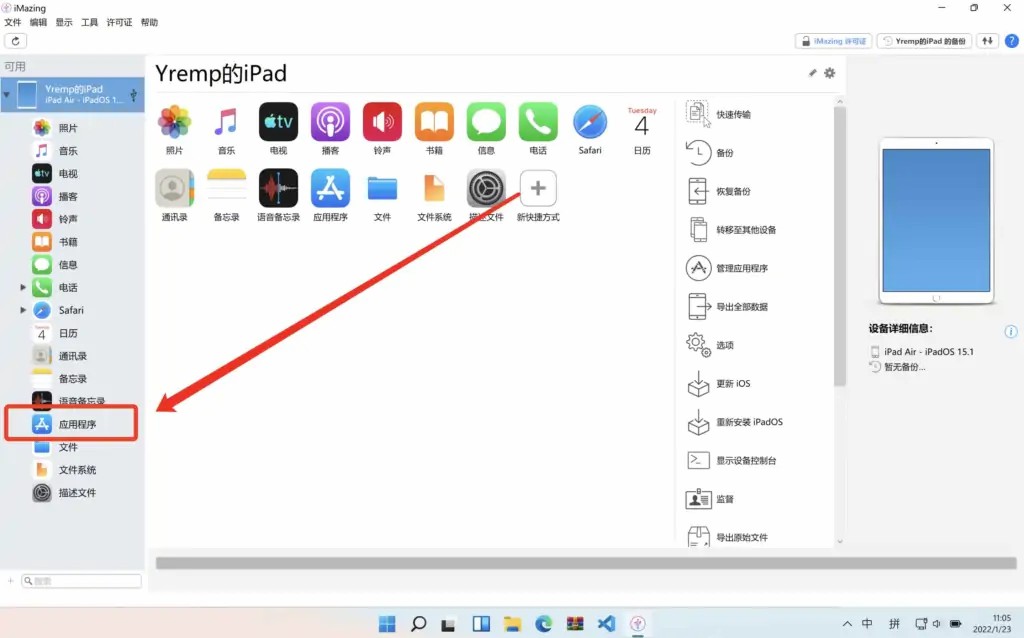 iMazing
文件 编辑 显示 工具 许可证 帮助
iMazing 许可证
Yremp的iPad 的备份
?
可用
Yremp的iPad
iPad Air - iPadOS 1...
照片
音乐
tv 电视
播客
铃声
书籍
信息
电话
Safari
4 日历
通讯录
备忘录
语音备忘录
应用程序
文件
文件系统
描述文件
搜索
Yremp的iPad
tv
Tuesday
4
照片 音乐 电视 播客 铃声 书籍 信息 电话 Safari 日历
通讯录 备忘录 语音备忘录 应用程序 文件 文件系统 描述文件 新快捷方式
快速传输
备份
恢复备份
转移至其他设备
管理应用程序
导出全部数据
选项
更新 iOS
重新安装 iPadOS
显示设备控制台
监督
导出原始文件
设备详细信息:
iPad Air - iPadOS 15.1
暂无备份...
中 拼
11:05
2022/1/23